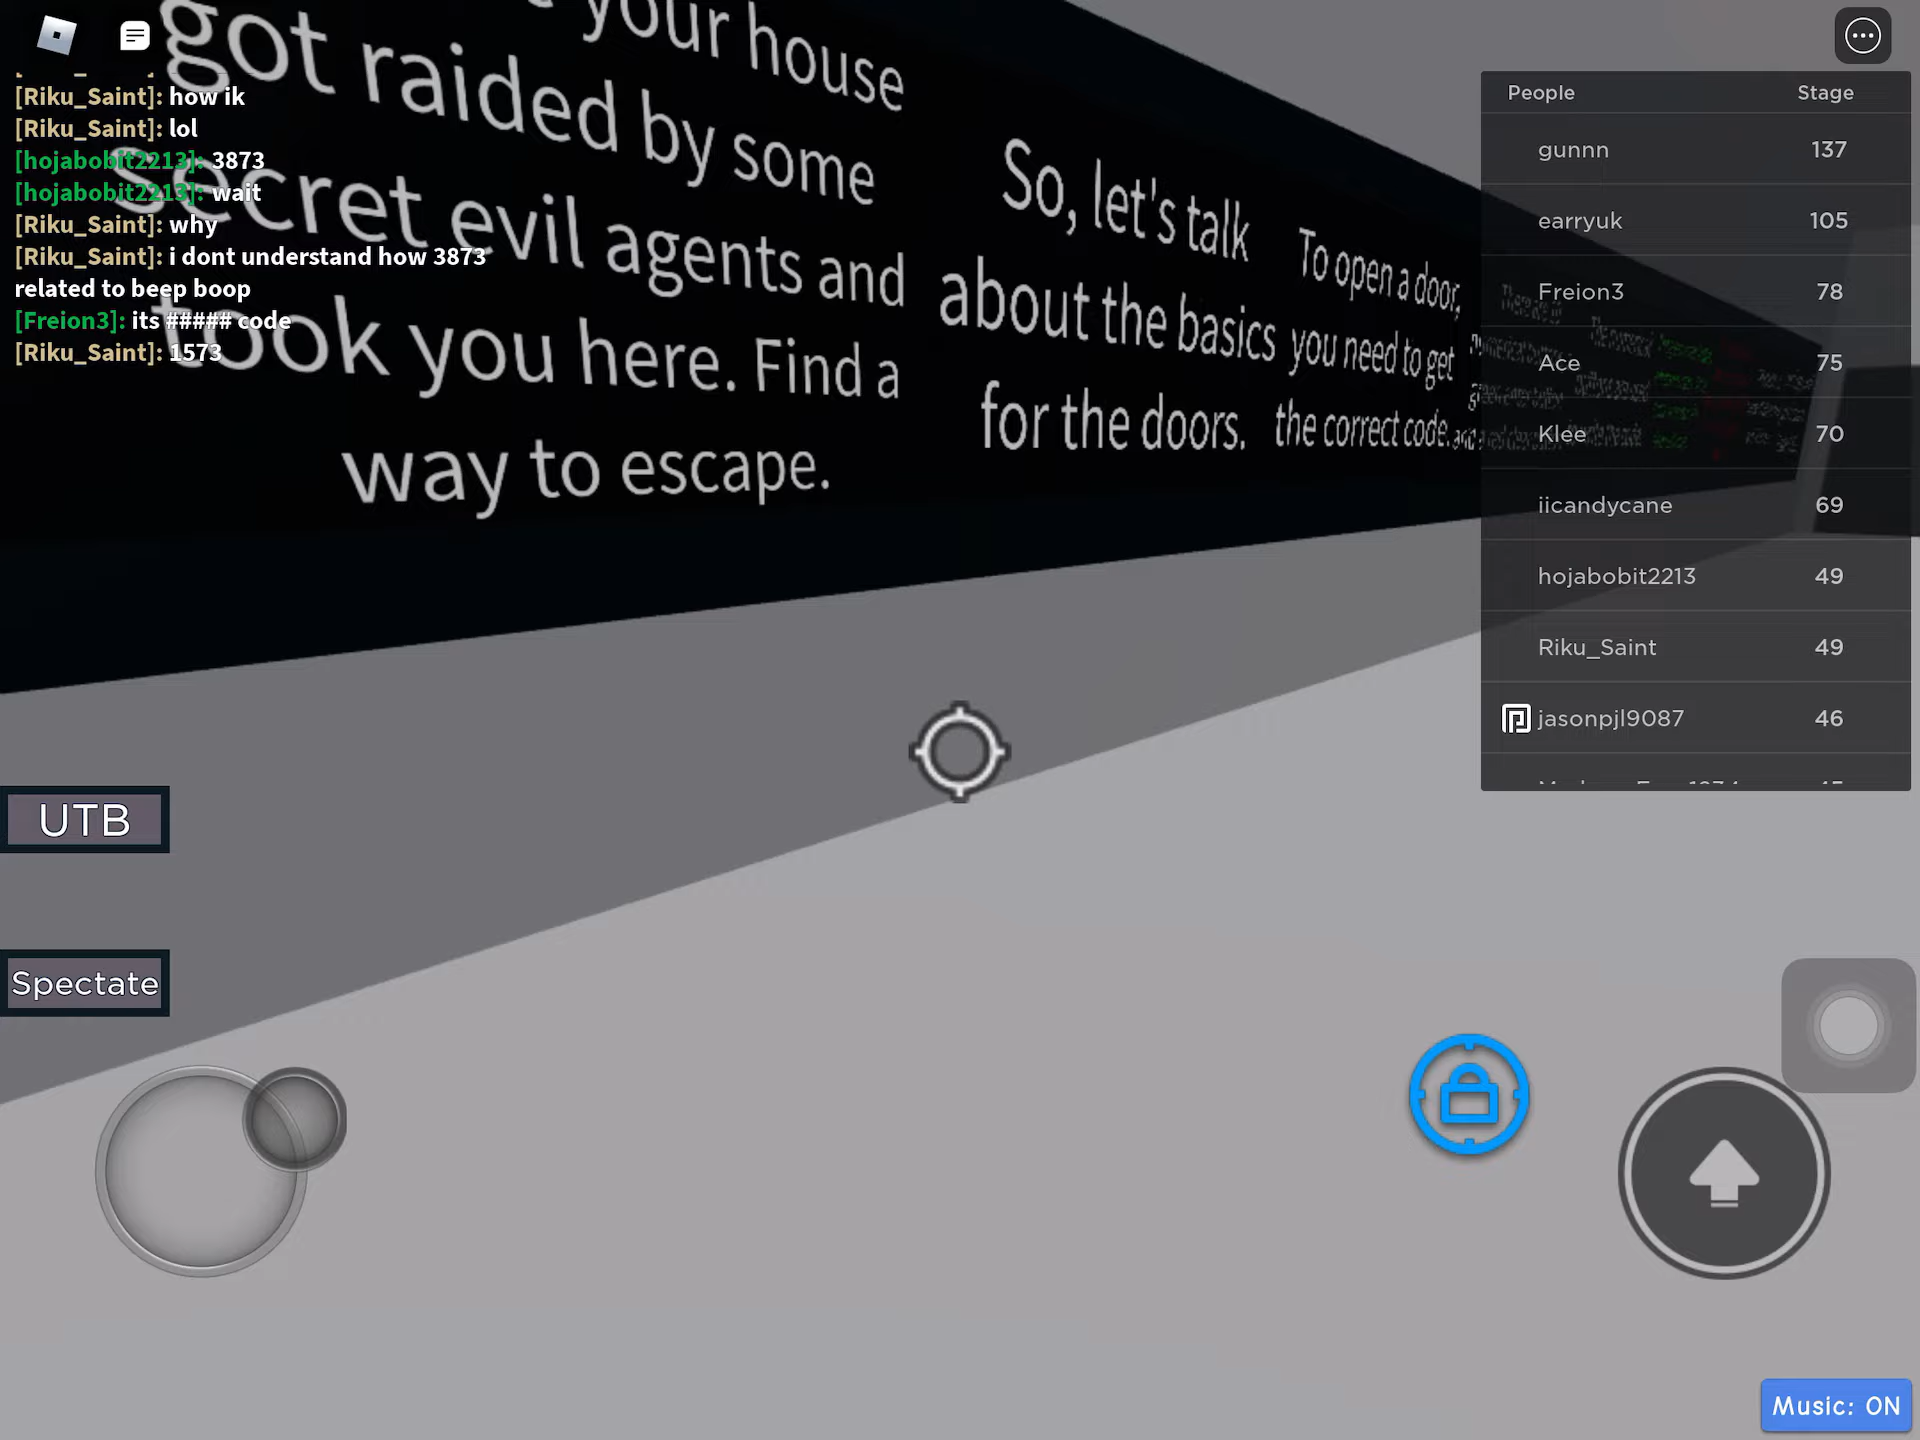 your house
got raided by some
secret evil agents and
took you here. Find a
way to escape.
So, let's talk
about the basics
for the doors.
To open a door,
you need to get
the correct code.
[Riku_Saint]: how ik
[Riku_Saint]: lol
[hojabobit2213]: 3873
[hojabobit2213]: wait
[Riku_Saint]: why
[Riku_Saint]: i dont understand how 3873
related to beep boop
[Freion3]: its ##### code
[Riku_Saint]: 1573
People Stage
gunnn 137
earryuk 105
Freion3 78
Ace 75
Klee 70
iicandycane 69
hojabobit2213 49
Riku_Saint 49
jasonpjl9087 46
UTB
Spectate
Music: ON